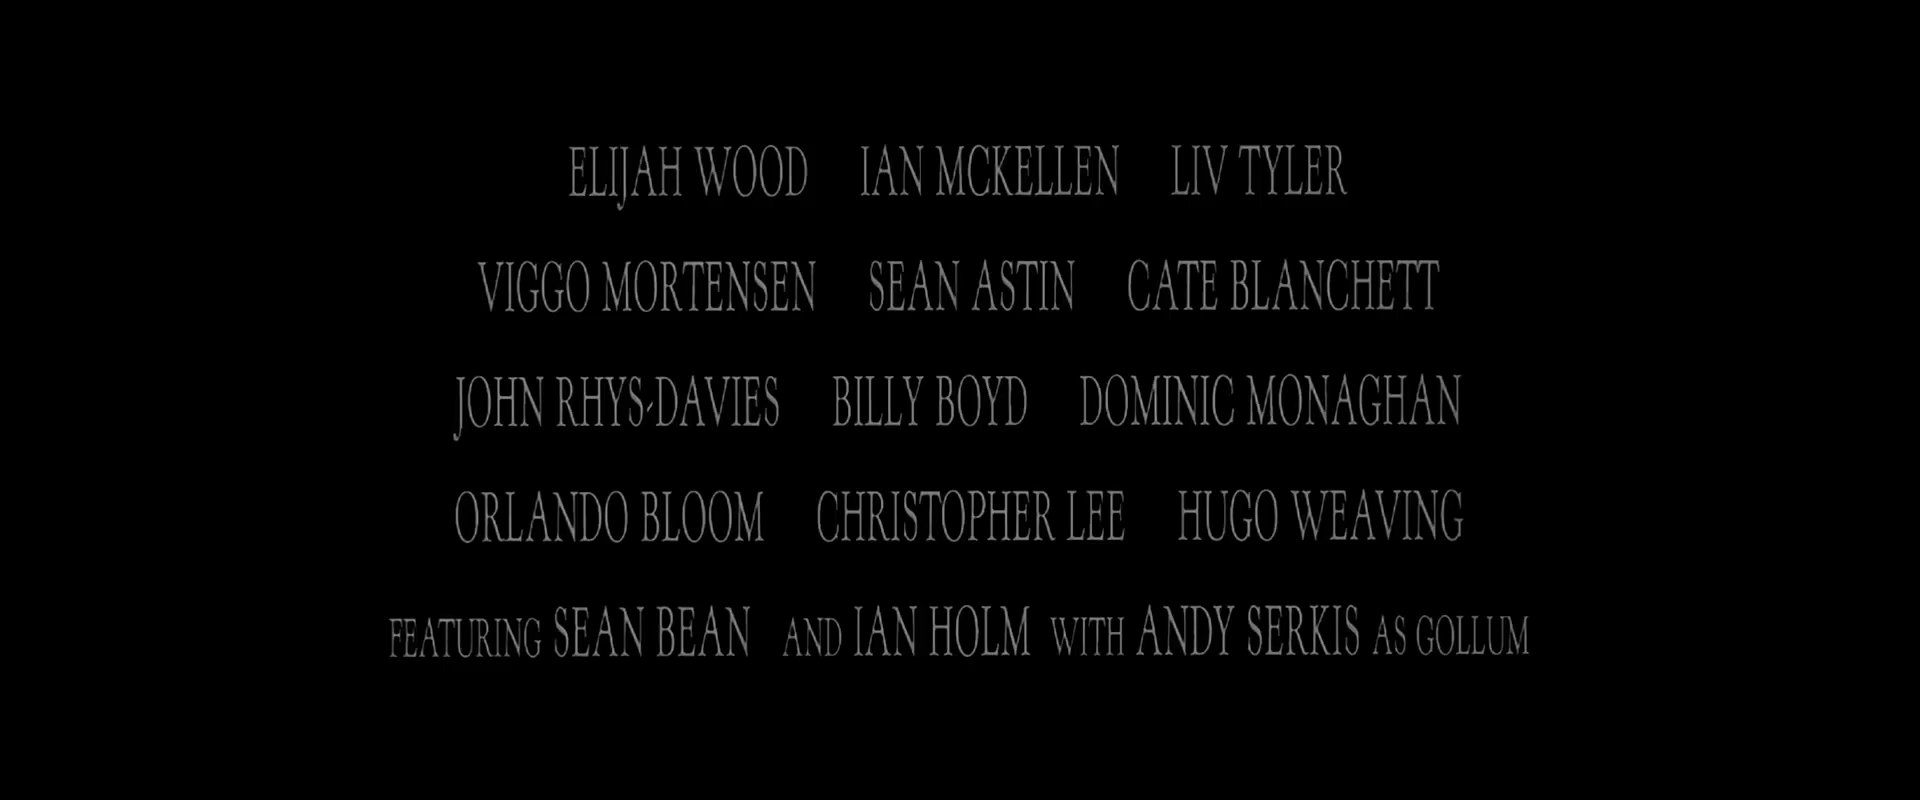 ELIJAH WOOD IAN MCKELLEN LIV TYLER
VIGGO MORTENSEN SEAN ASTIN CATE BLANCHETT
JOHN RHYS-DAVIES BILLY BOYD DOMINIC MONAGHAN
ORLANDO BLOOM CHRISTOPHER LEE HUGO WEAVING
FEATURING SEAN BEAN AND IAN HOLM WITH ANDY SERKIS AS GOLLUM